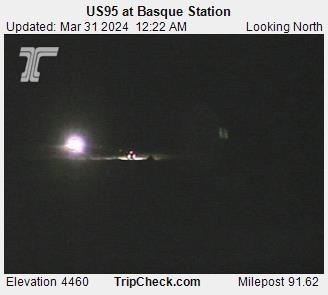 US95 at Basque Station
Updated: Mar 31 2024 12:22 AM Looking North
Elevation 4460 TripCheck.com Milepost 91.62